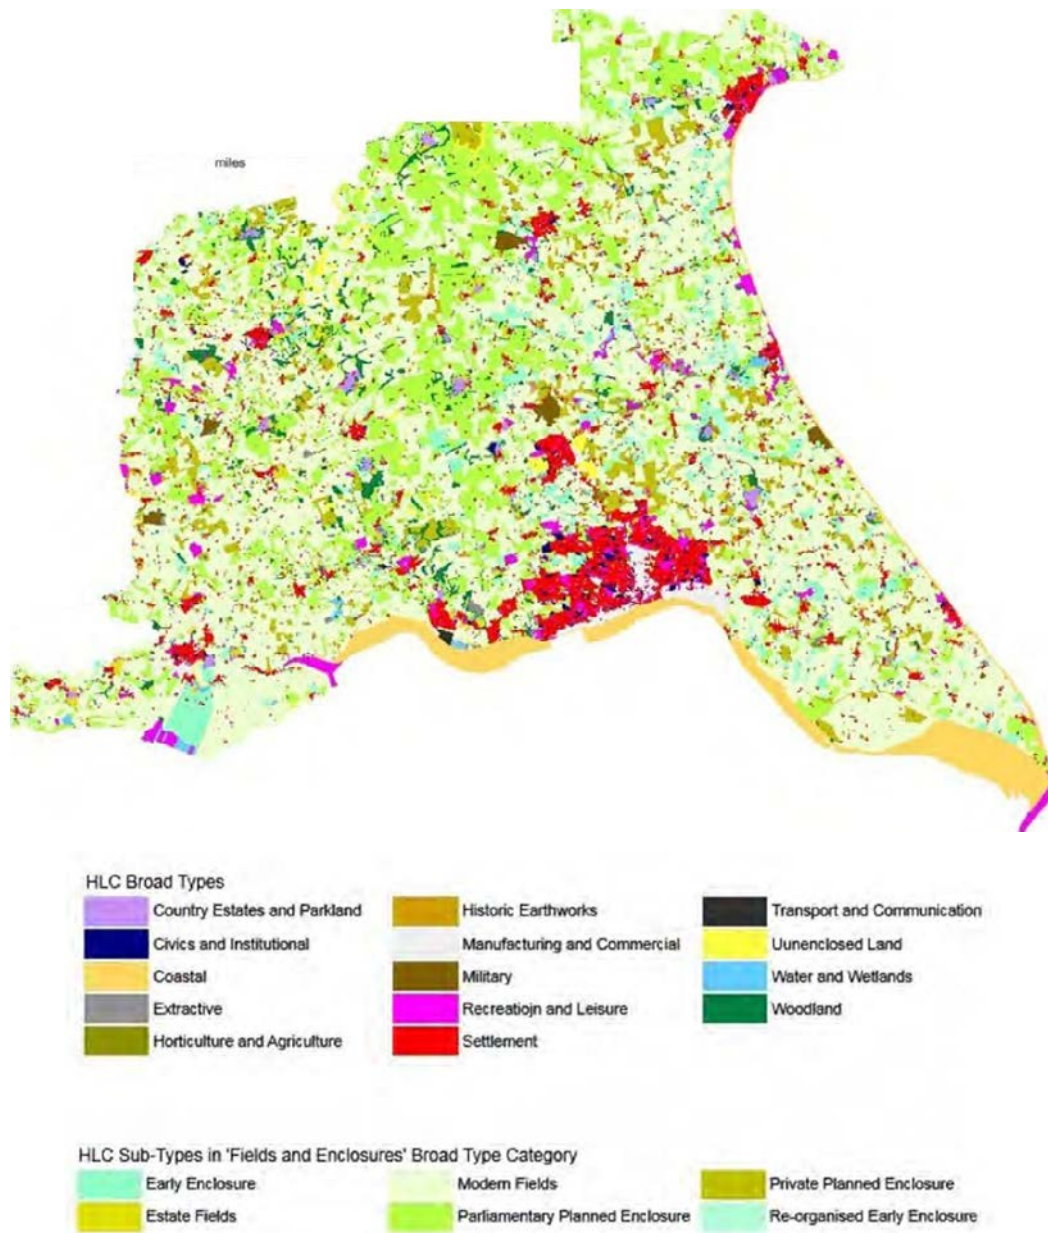 miles
HLC Broad Types
Country Estates and Parkland
Historic Earthworks
Transport and Communication
Civics and Institutional
Manufacturing and Commercial
Uunenclosed Land
Coastal
Military
Water and Wetlands
Extractive
Recreatiojn and Leisure
Woodland
Horticulture and Agriculture
Settlement
HLC Sub-Types in 'Fields and Enclosures' Broad Type Category
Early Enclosure
Modern Fields
Private Planned Enclosure
Estate Fields
Parliamentary Planned Enclosure
Re-organised Early Enclosure